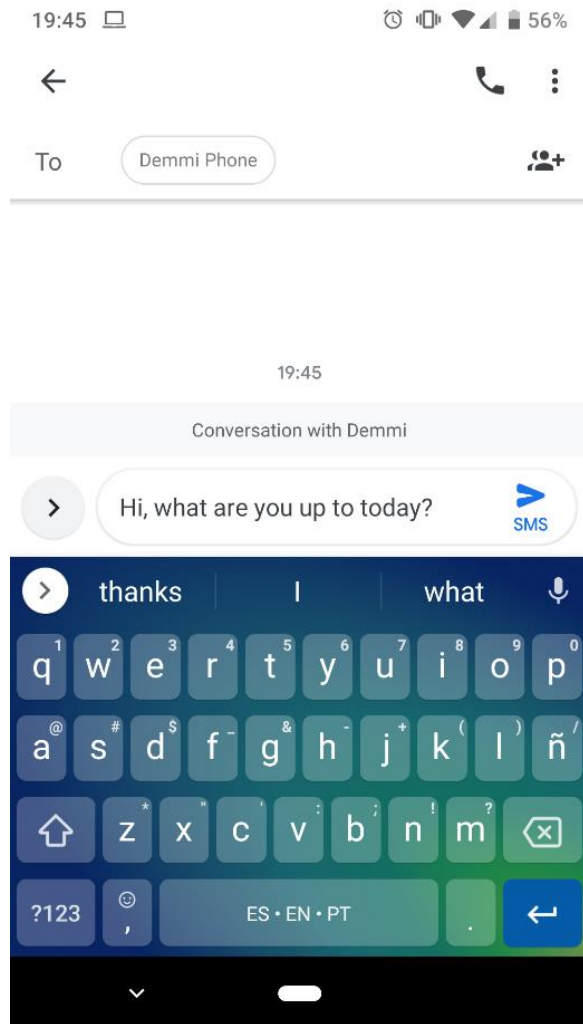 19:45 56%
To Demmi Phone
19:45
Conversation with Demmi
Hi, what are you up to today?
SMS
thanks I what
1 2 3 4 5 6 7 8 9 0
q w e r t y u i o p
@ # $ _ & - + ( ) /
a s d f g h j k l ñ
* " ' : ; ! ?
z x c v b n m
?123 , ES • EN • PT .